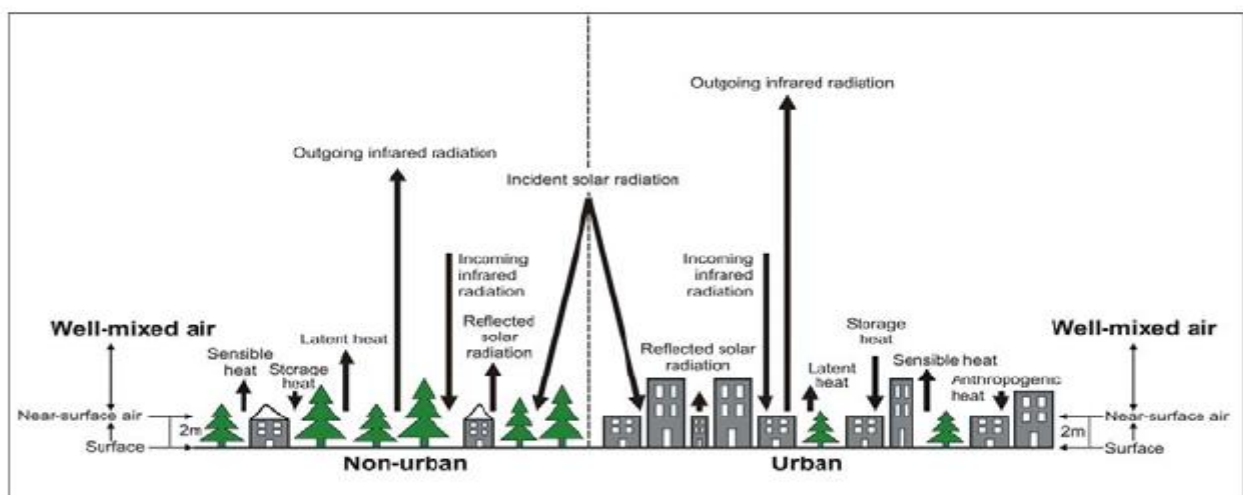 Outgoing infrared radiation
Outgoing infrared radiation
Incident solar radiation
Incoming
infrared
radiation
Incoming
infrared
radiation
Well-mixed air
Sensible
heat
Storage
heat
Latent heat
Reflected
solar
radiation
Reflected solar
radiation
Latent
heat
Storage
heat
Sensible heat
Anthropogenic
heat
Well-mixed air
Near-surface air
2m
Surface
Near-surface air
2m
Surface
Non-urban
Urban